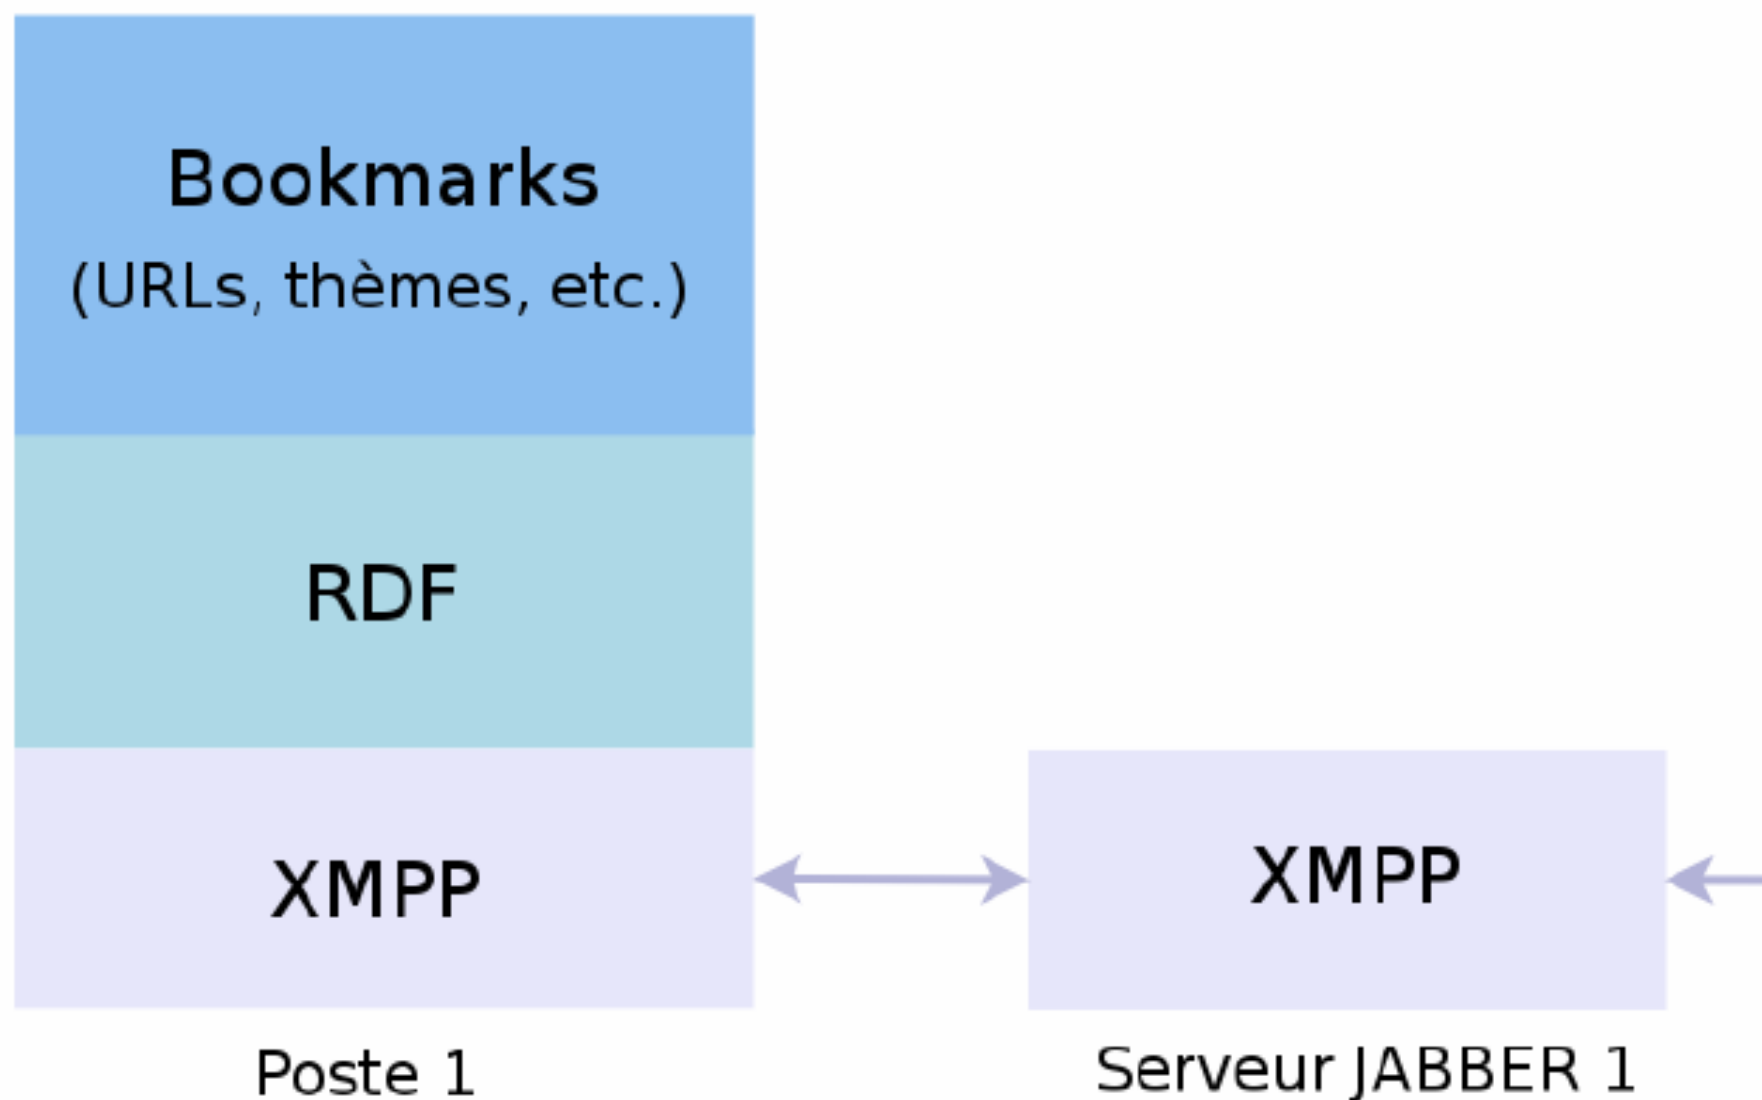 Bookmarks
(URLs, thèmes, etc.)
RDF
XMPP
XMPP
Poste 1
Serveur JABBER 1